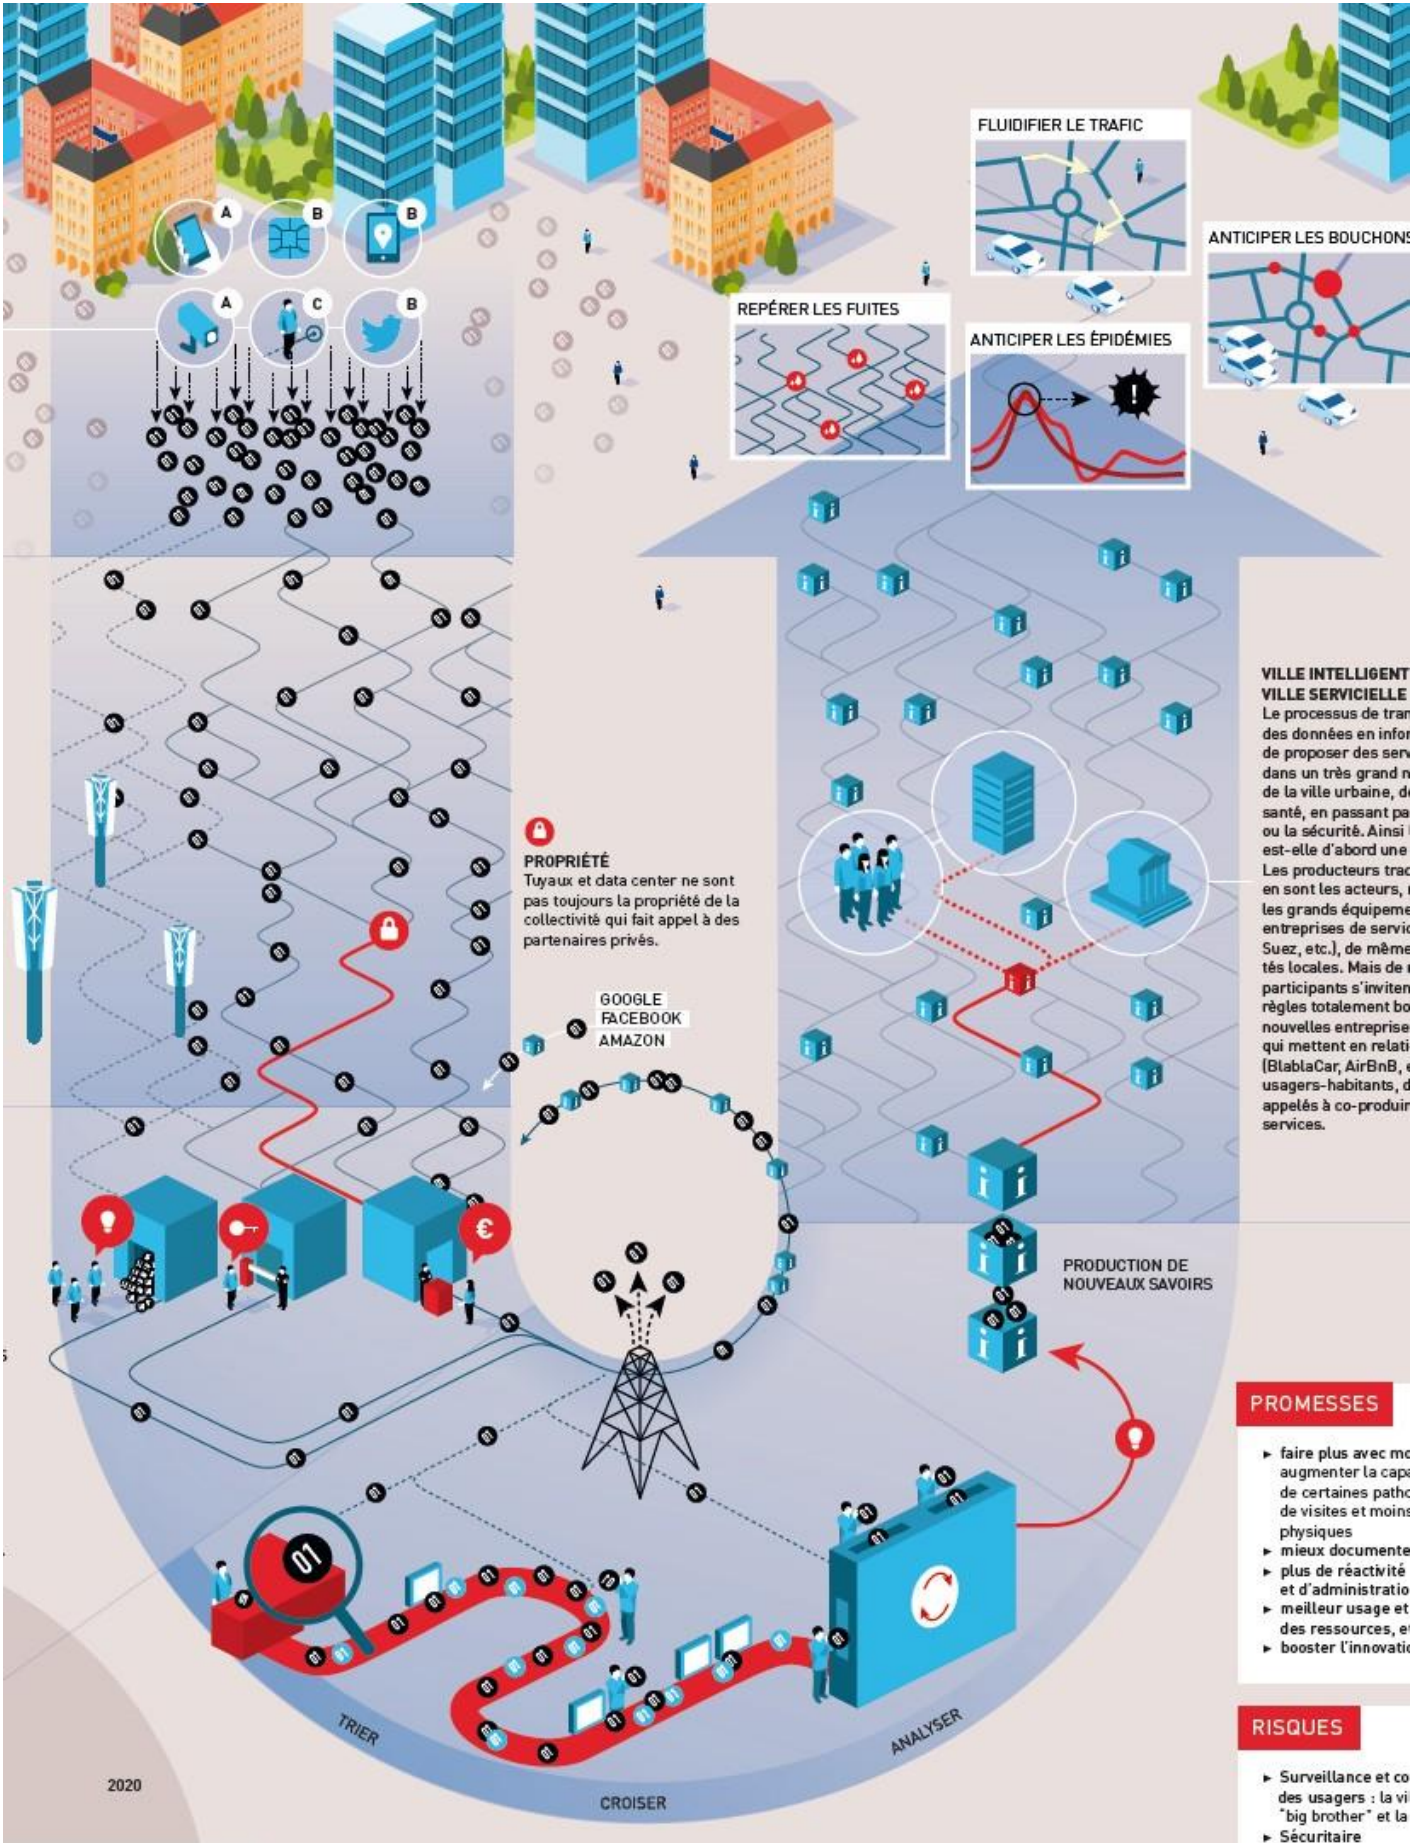 FLUIDIFIER LE TRAFIC
ANTICIPER LES BOUCHONS
REPÉRER LES FUITES
ANTICIPER LES ÉPIDÉMIES
!
A
B
B
A
C
B
PROPRIÉTÉ
Tuyaux et data center ne sont
pas toujours la propriété de la
collectivité qui fait appel à des
partenaires privés.
GOOGLE
FACEBOOK
AMAZON
VILLE INTELLIGENT
VILLE SERVICIELLE
Le processus de tran
des données en infor
de proposer des serv
dans un très grand n
de la ville urbaine, de
santé, en passant pa
ou la sécurité. Ainsi
est-elle d'abord une
Les producteurs trad
en sont les acteurs,
les grands équipeme
entreprises de servic
Suez, etc.), de même
tés locales. Mais de
participants s'inviten
règles totalement bo
nouvelles entreprise
qui mettent en relati
(BlablaCar, AirBnB, e
usagers-habitants, d
appelés à co-produir
services.
€
PRODUCTION DE
NOUVEAUX SAVOIRS
01
PROMESSES
► faire plus avec mo
augmenter la capa
de certaines patho
de visites et moins
physiques
► mieux documente
► plus de réactivité
et d'administratio
► meilleur usage et
des ressources, et
► booster l'innovatio
TRIER
CROISER
ANALYSER
2020
RISQUES
► Surveillance et co
des usagers : la vi
"big brother" et la
► Sécuritaire